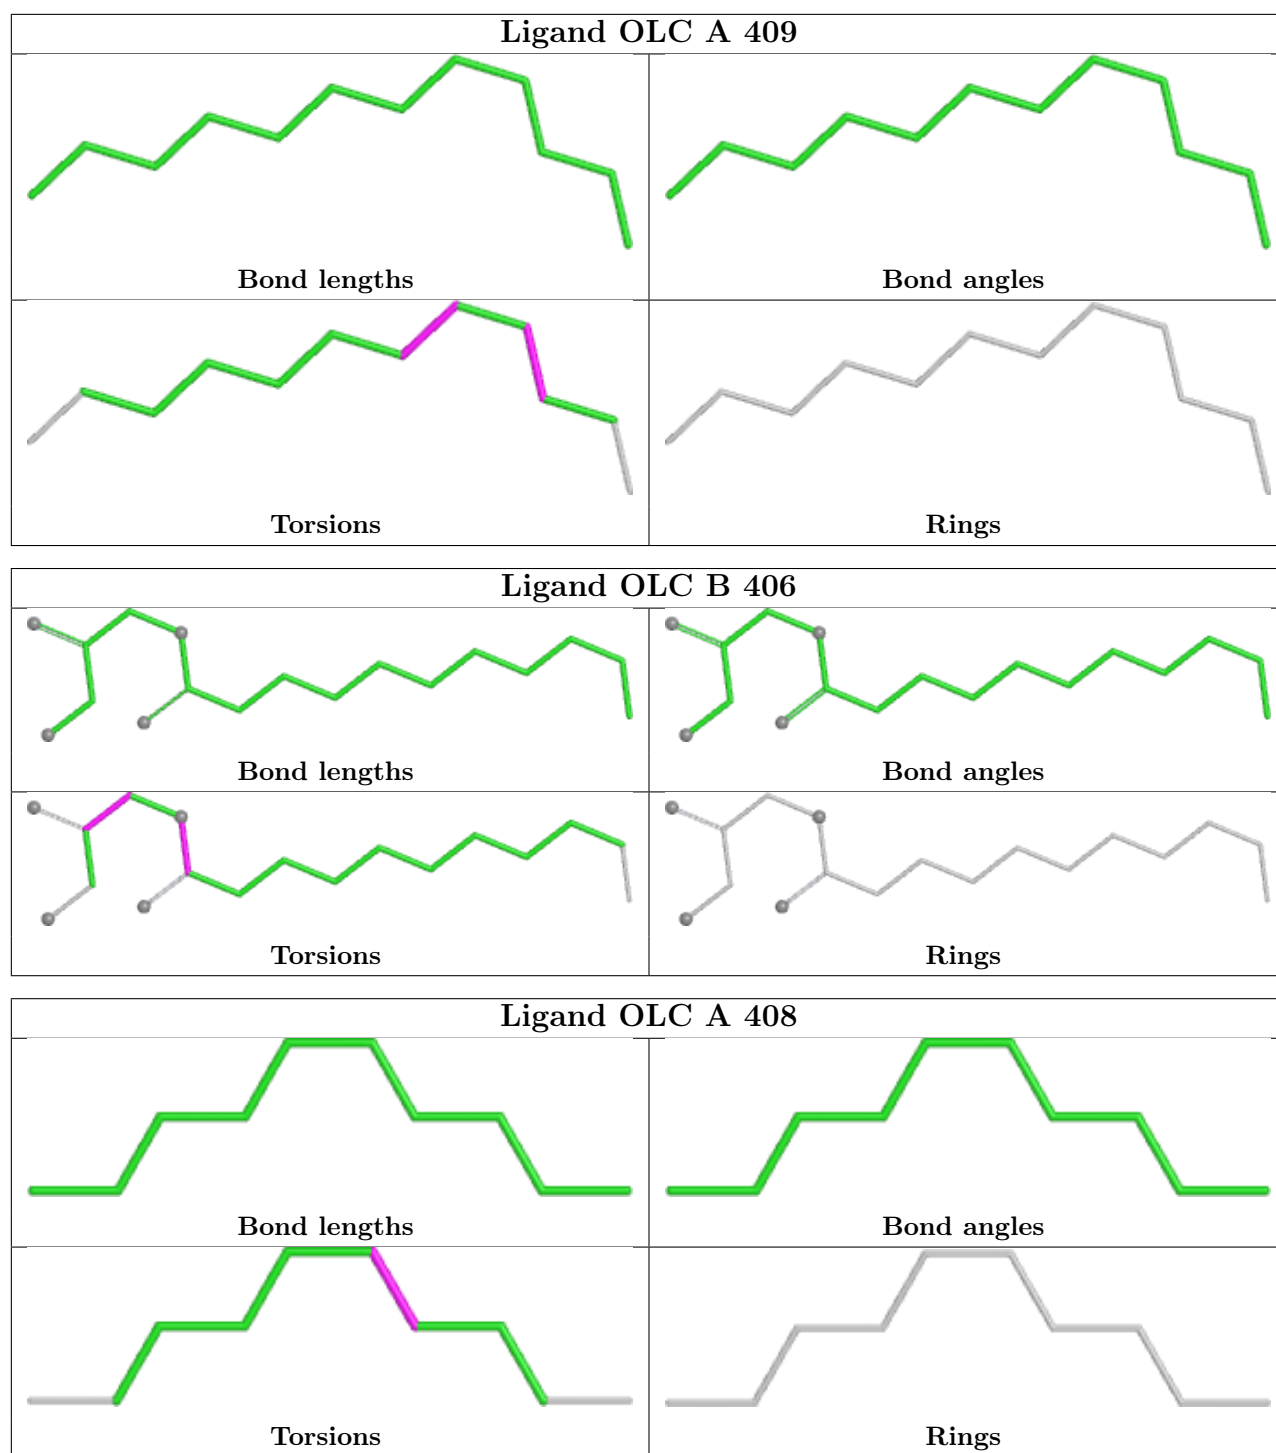 Ligand OLC A 409
Bond lengths
Bond angles
Torsions
Rings
Ligand OLC B 406
Bond lengths
Bond angles
Torsions
Rings
Ligand OLC A 408
Bond lengths
Bond angles
Torsions
Rings